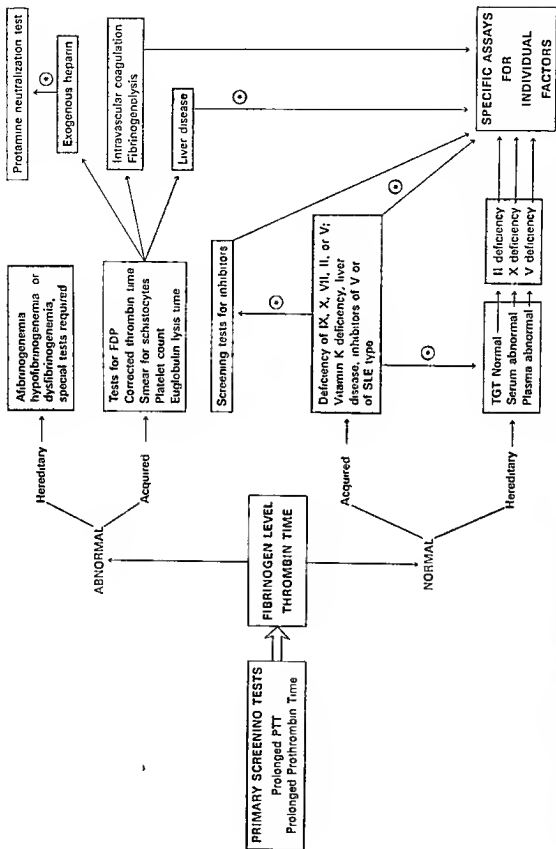 PRIMARY SCREENINO TESTS
Prolonged PTT
Prolonged Prothrombin Time
FIBRINOGEN LEVEL
THROMBIN TIME
ABNORMAL
Hereditary
Acquired
Afibrinogenemia
hypofibrinogenemia or
dysfibrinogenemia,
special tests required
Tests for FDP
Corrected thrombin time
Smear for schistocytes
Platelet count
Euglobulin lysis time
Protamine neutralization test
Exogenous heparin
Intravascular coagulation
Fibrinogenolysis
Liver disease
NORMAL
Acquired
Hereditary
Screening tests for inhibitors
Deficiency of IX, X, VII, II, or V;
Vitamin K deficiency, liver
disease, inhibitors of V or
of SLE type
TGT Normal
Serum abnormal
Plasma abnormal
II deficiency
X deficiency
V deficiency
SPECIFIC ASSAYS
FOR
INDIVIDUAL
FACTORS